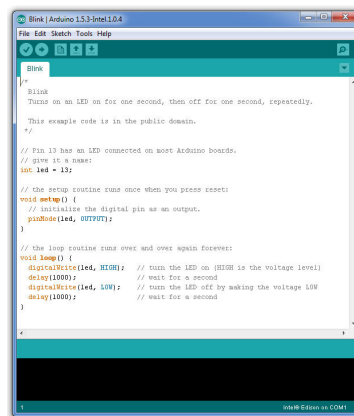 Blink | Arduino 1.5.3-Intel.1.0.4
File Edit Sketch Tools Help
Blink
/*
  Blink
  Turns on an LED on for one second, then off for one second, repeatedly.

  This example code is in the public domain.
 */

// Pin 13 has an LED connected on most Arduino boards.
// give it a name:
int led = 13;

// the setup routine runs once when you press reset:
void setup() {
  // initialize the digital pin as an output.
  pinMode(led, OUTPUT);
}

// the loop routine runs over and over again forever:
void loop() {
  digitalWrite(led, HIGH);   // turn the LED on (HIGH is the voltage level)
  delay(1000);               // wait for a second
  digitalWrite(led, LOW);    // turn the LED off by making the voltage LOW
  delay(1000);               // wait for a second
}
1
Intel® Edison on COM1